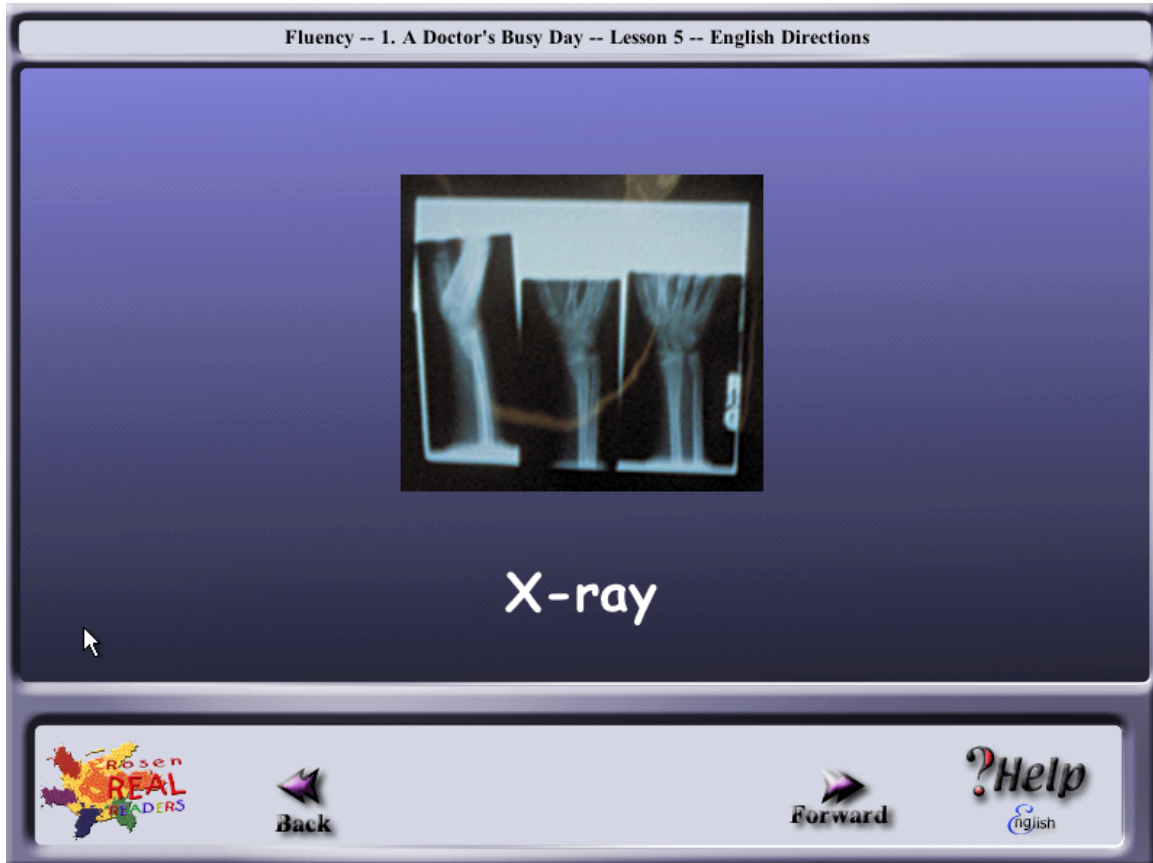 Fluency -- 1. A Doctor's Busy Day -- Lesson 5 -- English Directions
X-ray
Rosen
REAL
READERS
Back
Forward
?Help
English